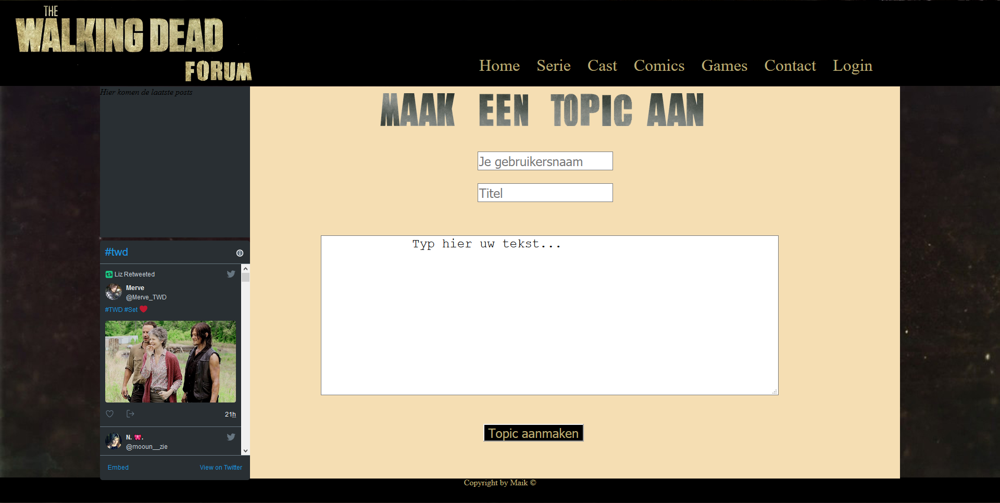 THE
WALKING DEAD
FORUM
Home Serie Cast Comics Games Contact Login
Hier komen de laatste posts
MAAK EEN TOPIC AAN
Je gebruikersnaam
Titel
Typ hier uw tekst...
Topic aanmaken
#twd
Liz Retweeted
Merve
@Merve_TWD
#TWD #Set ❤
21h
N. 🎀.
@mooun__zie
Embed View on Twitter
Copyright by Maik ©